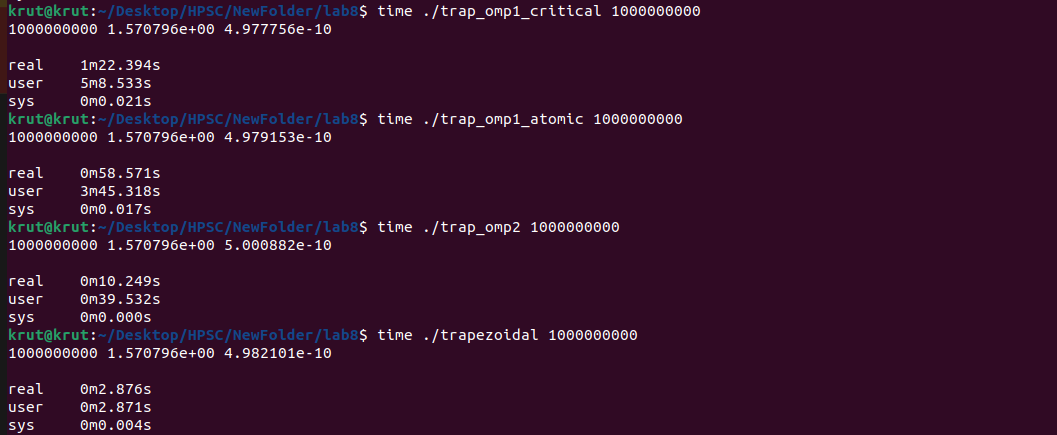 krut@krut:~/Desktop/HPSC/NewFolder/lab8$ time ./trap_omp1_critical 1000000000
1000000000 1.570796e+00 4.977756e-10
real 1m22.394s
user 5m8.533s
sys 0m0.021s
krut@krut:~/Desktop/HPSC/NewFolder/lab8$ time ./trap_omp1_atomic 1000000000
1000000000 1.570796e+00 4.979153e-10
real 0m58.571s
user 3m45.318s
sys 0m0.017s
krut@krut:~/Desktop/HPSC/NewFolder/lab8$ time ./trap_omp2 1000000000
1000000000 1.570796e+00 5.000882e-10
real 0m10.249s
user 0m39.532s
sys 0m0.000s
krut@krut:~/Desktop/HPSC/NewFolder/lab8$ time ./trapezoidal 1000000000
1000000000 1.570796e+00 4.982101e-10
real 0m2.876s
user 0m2.871s
sys 0m0.004s